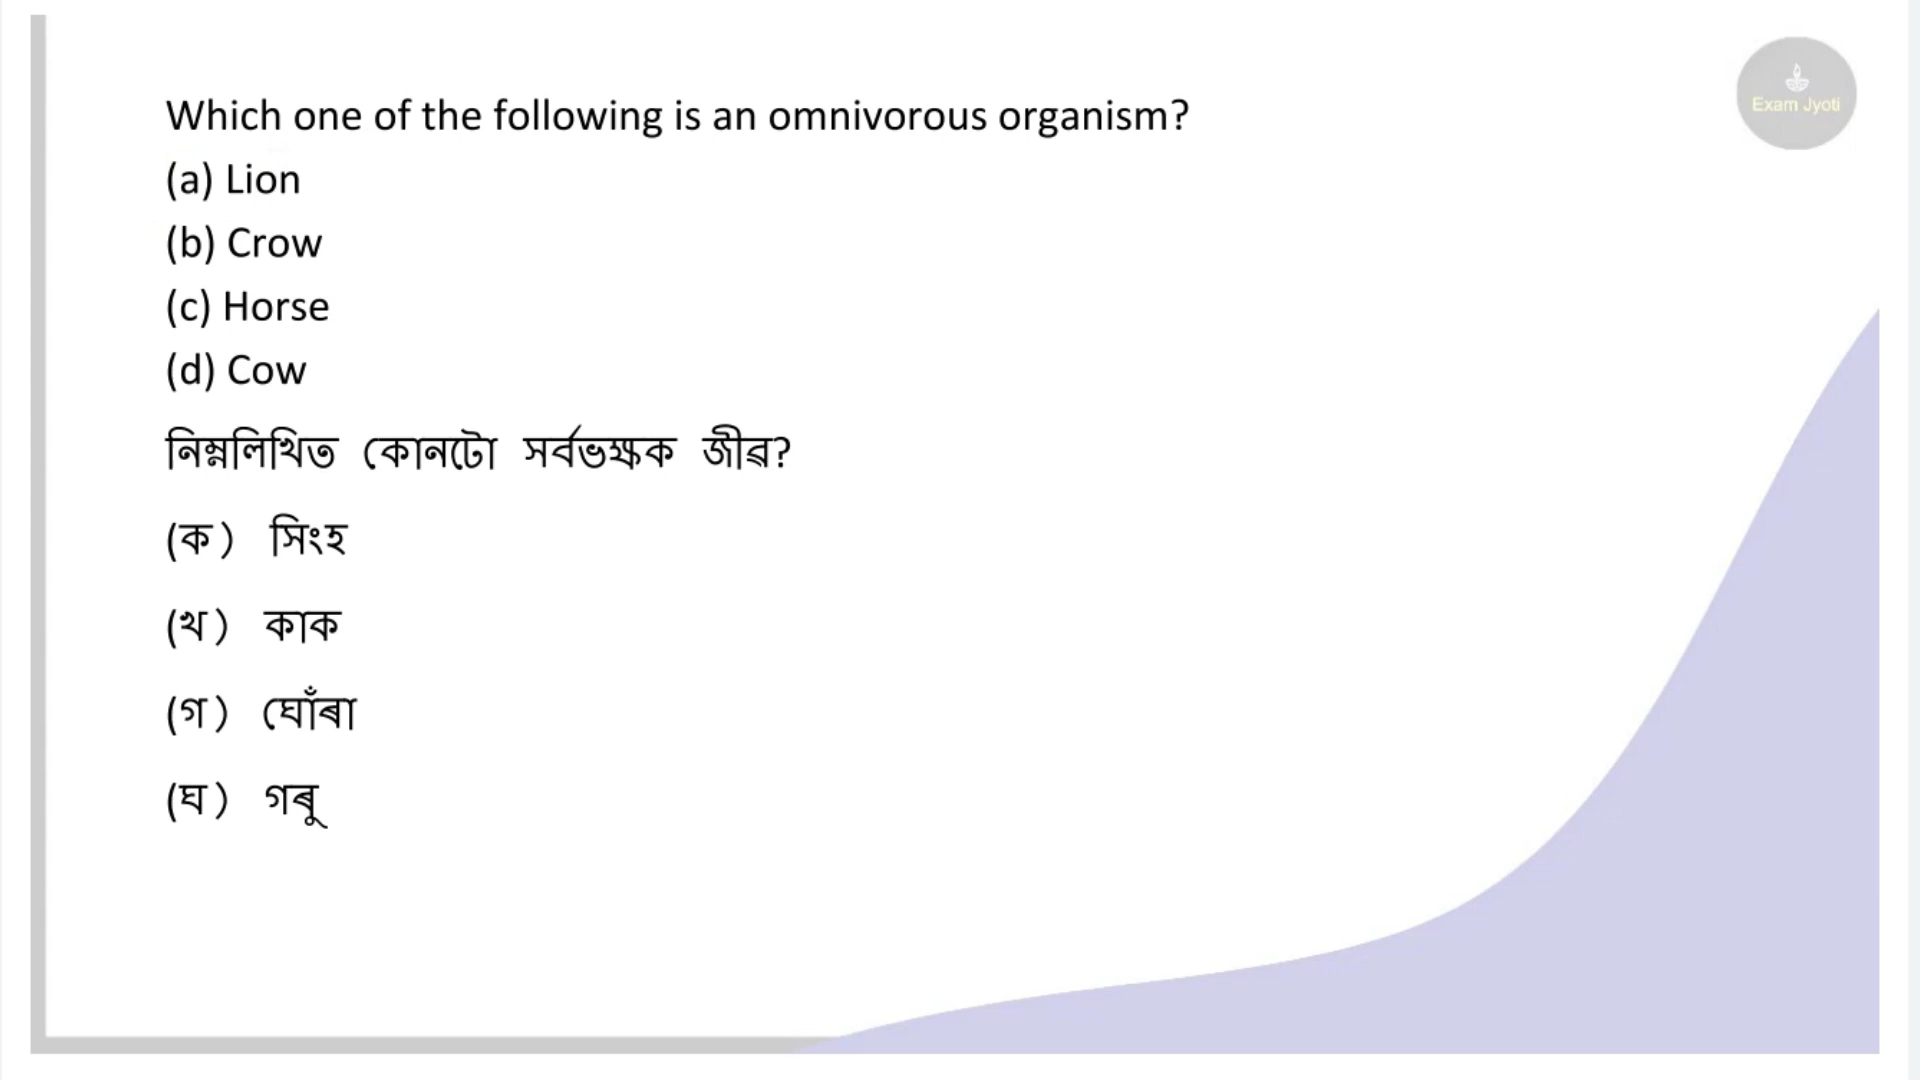 Exam Jyoti
Which one of the following is an omnivorous organism?
(a) Lion
(b) Crow
(c) Horse
(d) Cow
নিম্নলিখিত কোনটো সৰ্বভক্ষক জীৱ?
(ক) সিংহ
(খ) কাক
(গ) ঘোঁৰা
(ঘ) গৰু